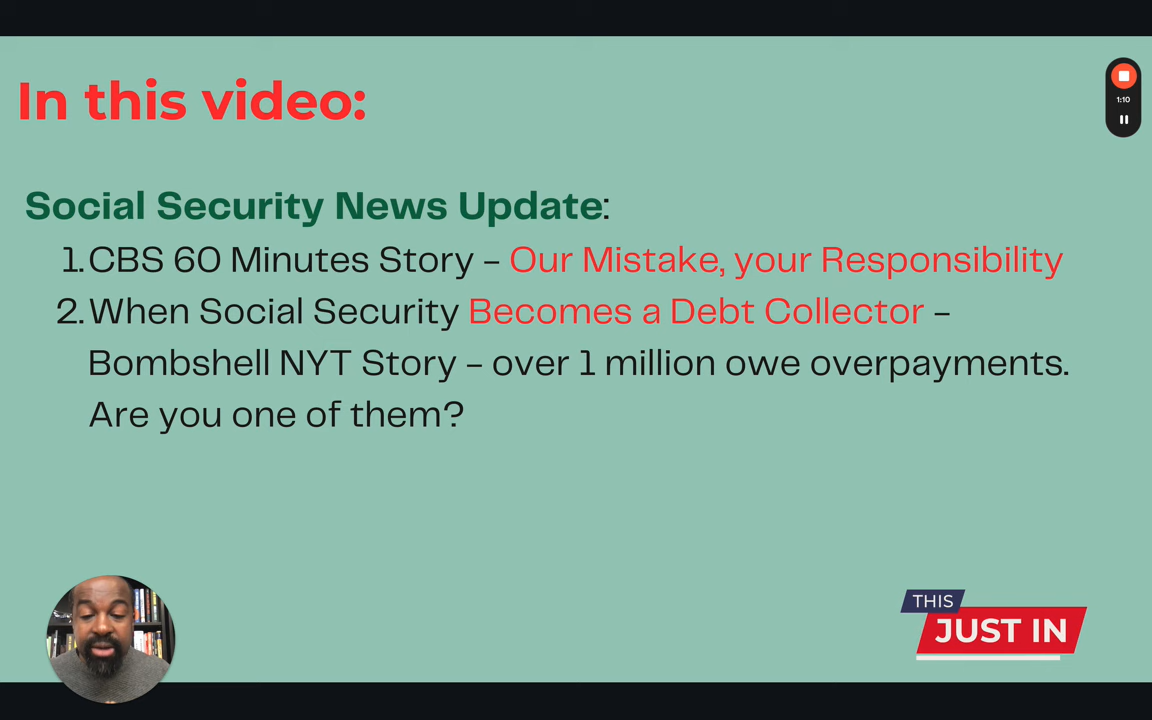 In this video:
1:10
Social Security News Update:
1. CBS 60 Minutes Story – Our Mistake, your Responsibility
2. When Social Security Becomes a Debt Collector –
Bombshell NYT Story – over 1 million owe overpayments.
Are you one of them?
THIS
JUST IN